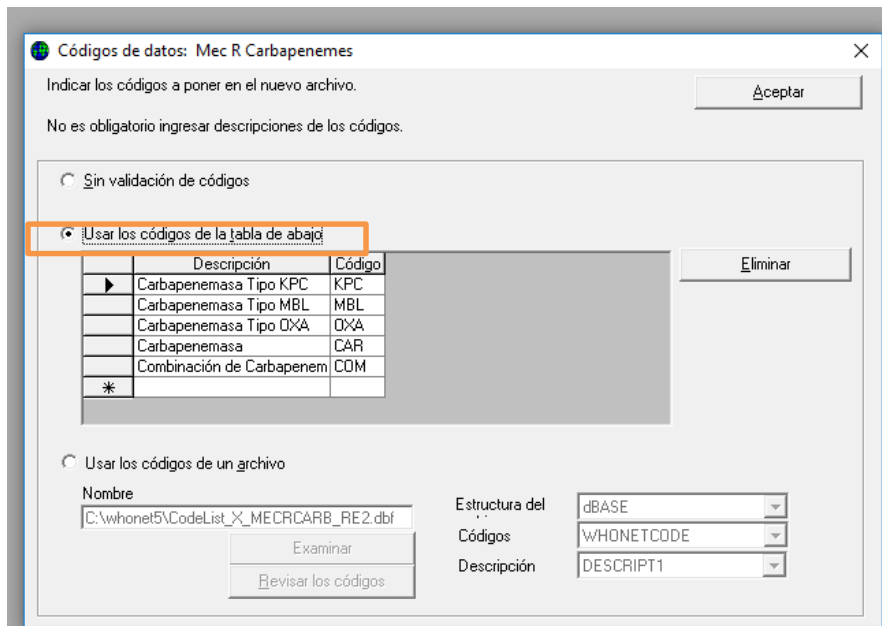 Códigos de datos: Mec R Carbapenemes
Indicar los códigos a poner en el nuevo archivo.
Aceptar
No es obligatorio ingresar descripciones de los códigos.
Sin validación de códigos
Usar los códigos de la tabla de abajo
Eliminar
Descripción Código
Carbapenemasa Tipo KPC KPC
Carbapenemasa Tipo MBL MBL
Carbapenemasa Tipo OXA OXA
Carbapenemasa CAR
Combinación de Carbapenem COM
Usar los códigos de un archivo
Nombre
C:\whonet5\CodeList_X_MECRCARB_RE2.dbf
Examinar
Revisar los códigos
Estructura del
dBASE
Códigos
WHONETCODE
Descripción
DESCRIPT1